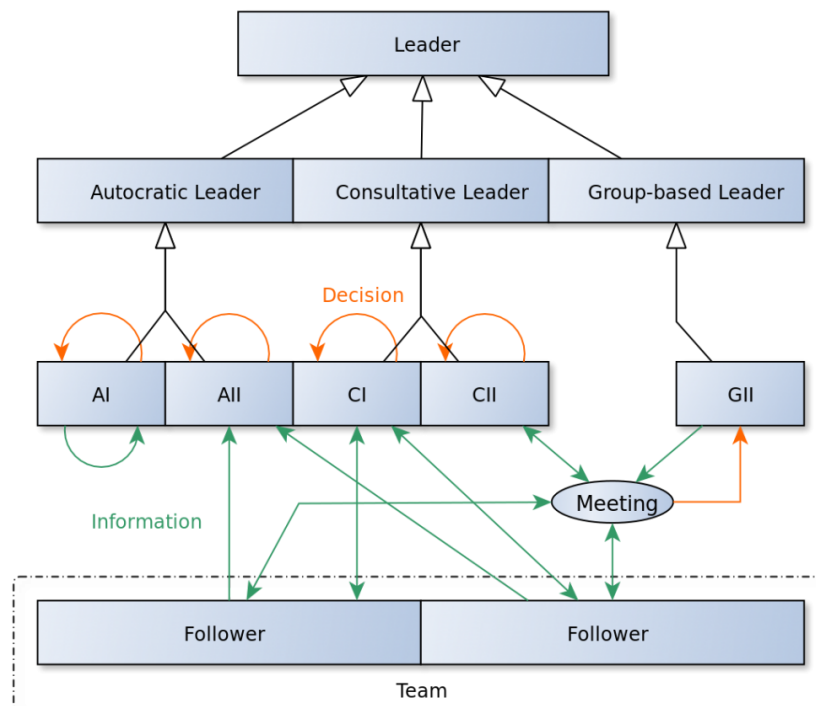 Leader
Autocratic Leader
Consultative Leader
Group-based Leader
Decision
AI
AII
CI
CII
GII
Meeting
Information
Follower
Follower
Team